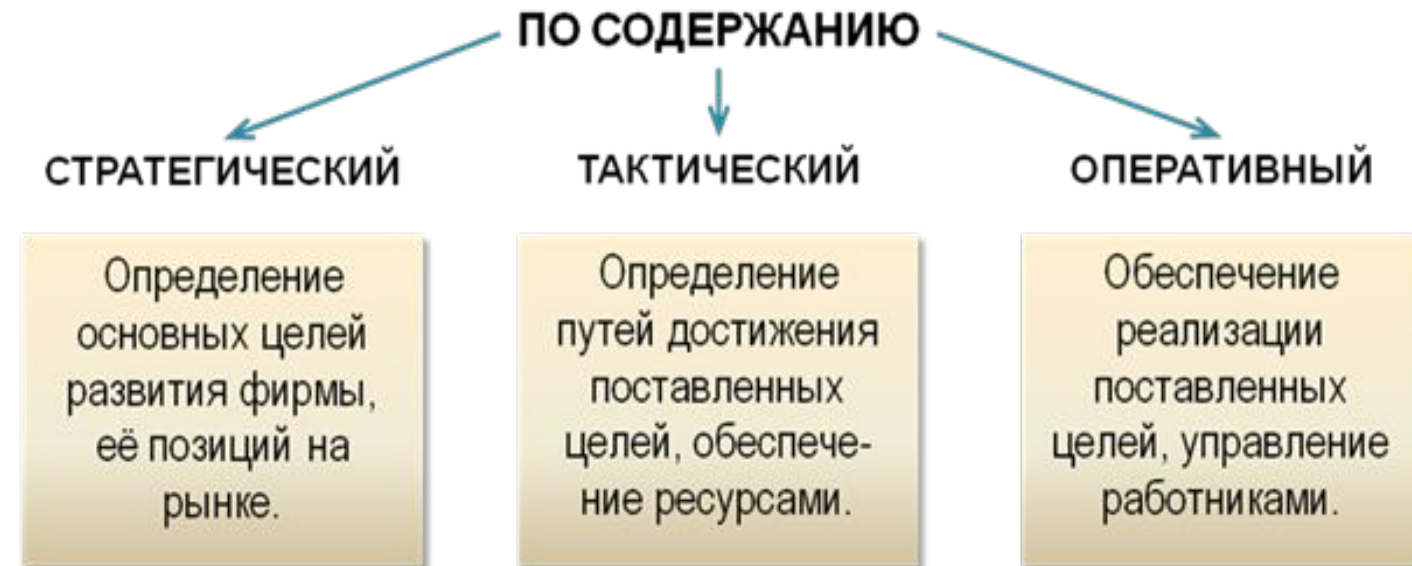 ПО СОДЕРЖАНИЮ
СТРАТЕГИЧЕСКИЙ
ТАКТИЧЕСКИЙ
ОПЕРАТИВНЫЙ
Определение
основных целей
развития фирмы,
её позиций на
рынке.
Определение
путей достижения
поставленных
целей, обеспече-
ние ресурсами.
Обеспечение
реализации
поставленных
целей, управление
работниками.